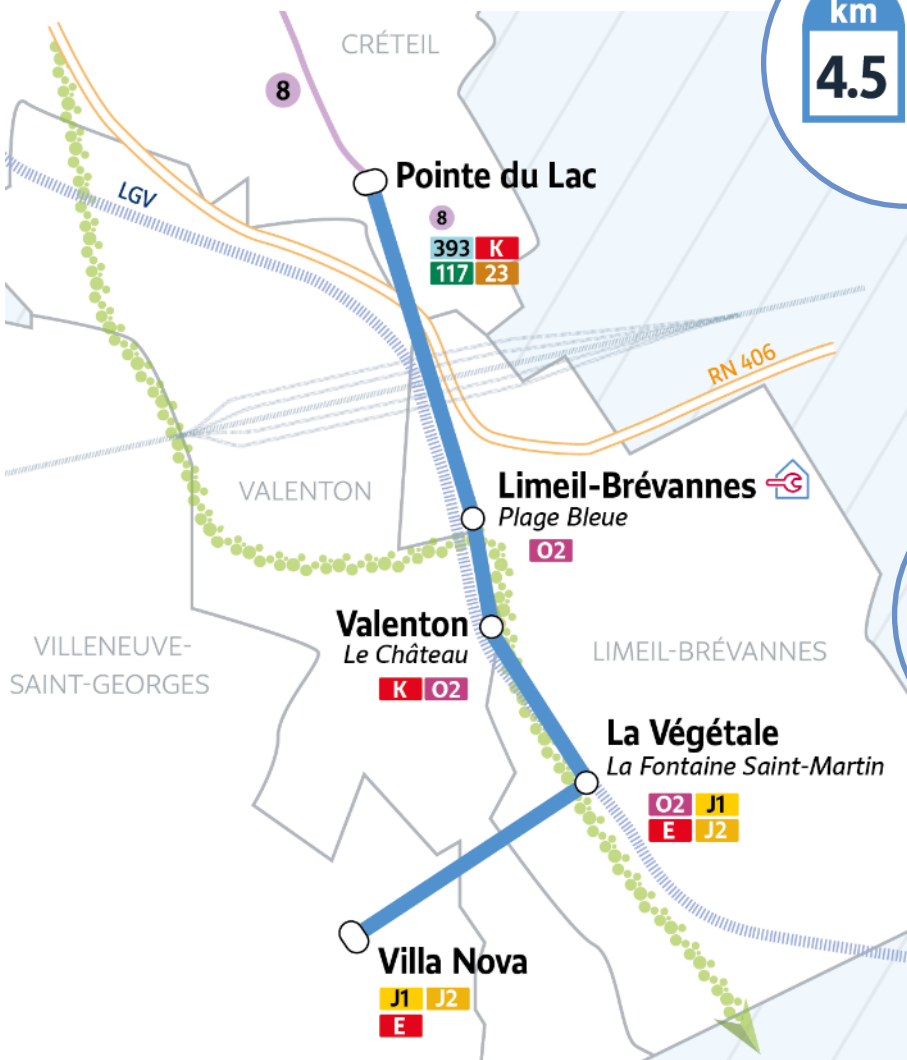 km
4.5
CRÉTEIL
8
LGV
Pointe du Lac
8
393 K
117 23
RN 406
VALENTON
Limeil-Brévannes
Plage Bleue
O2
Valenton
Le Château
K O2
VILLENEUVE-
SAINT-GEORGES
LIMEIL-BRÉVANNES
La Végétale
La Fontaine Saint-Martin
O2 J1
E J2
Villa Nova
J1 J2
E